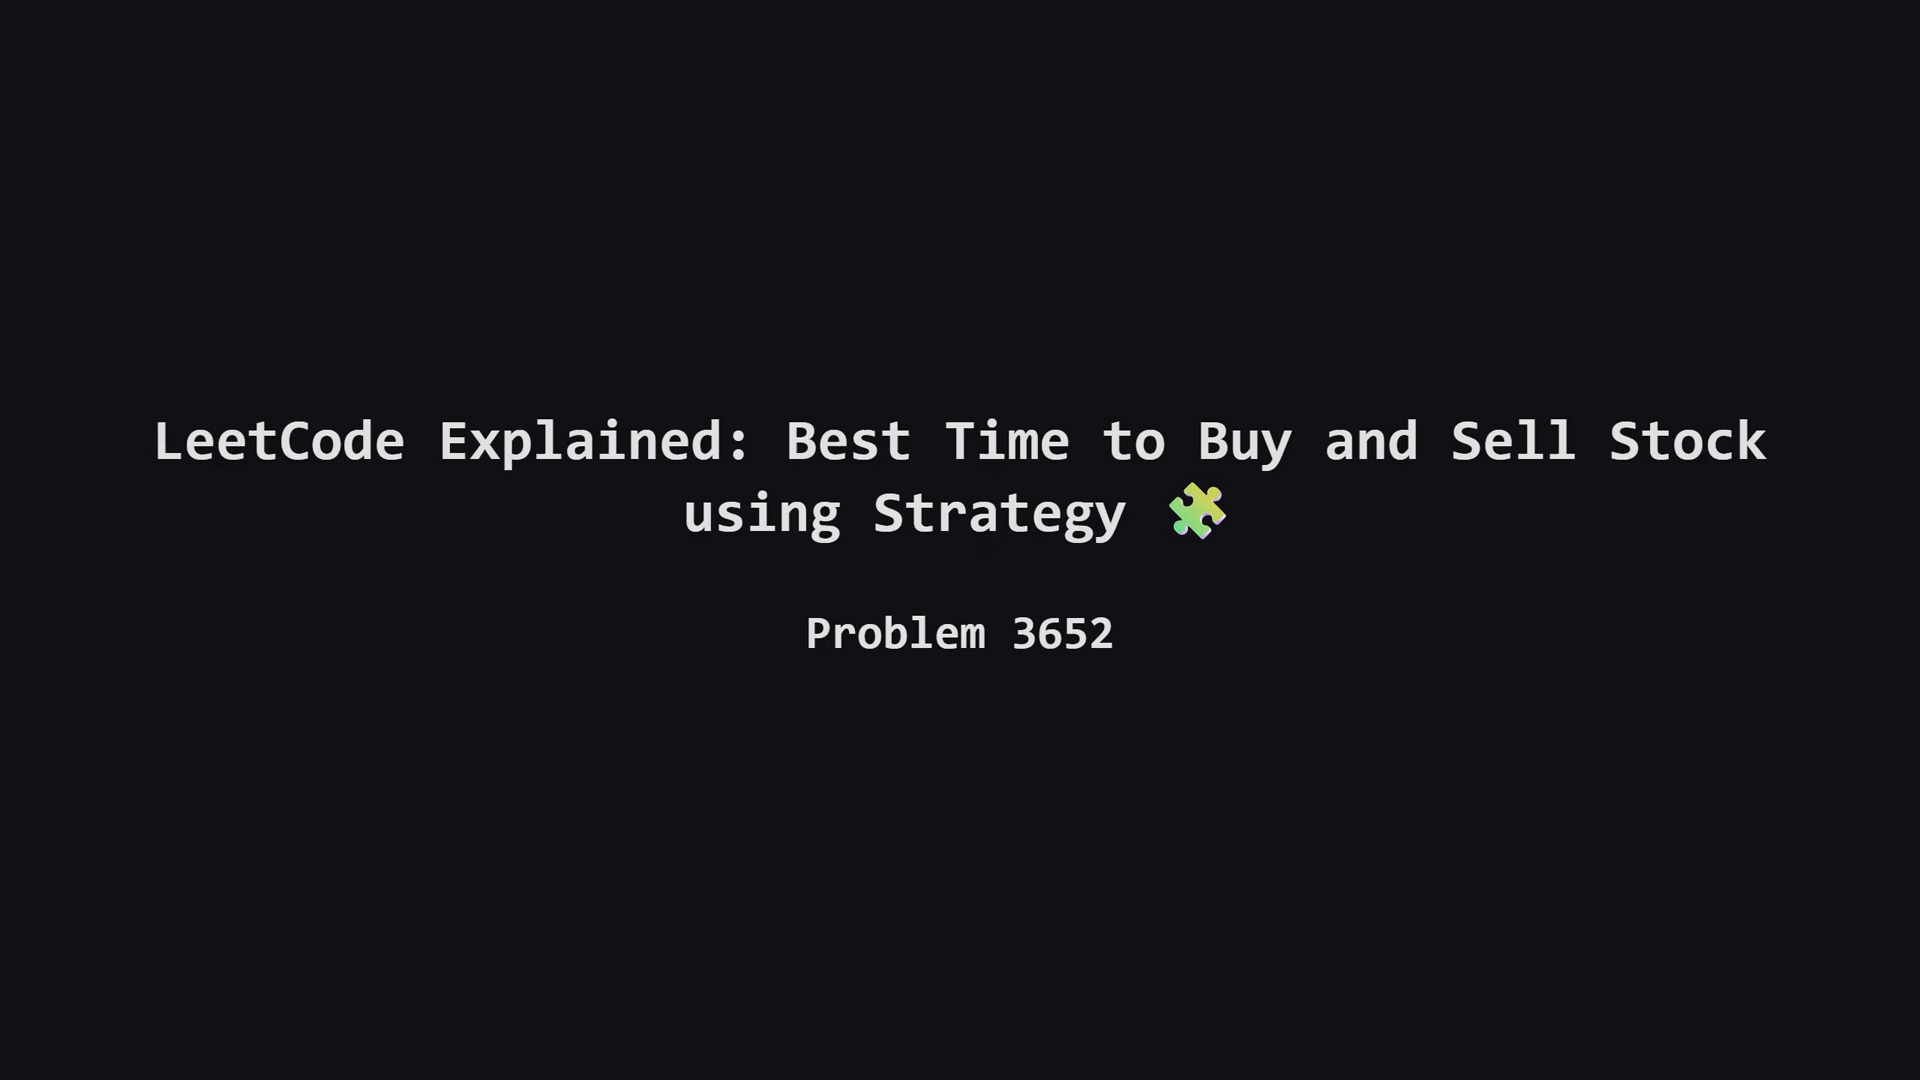 LeetCode Explained: Best Time to Buy and Sell Stock
using Strategy 🧩
Problem 3652